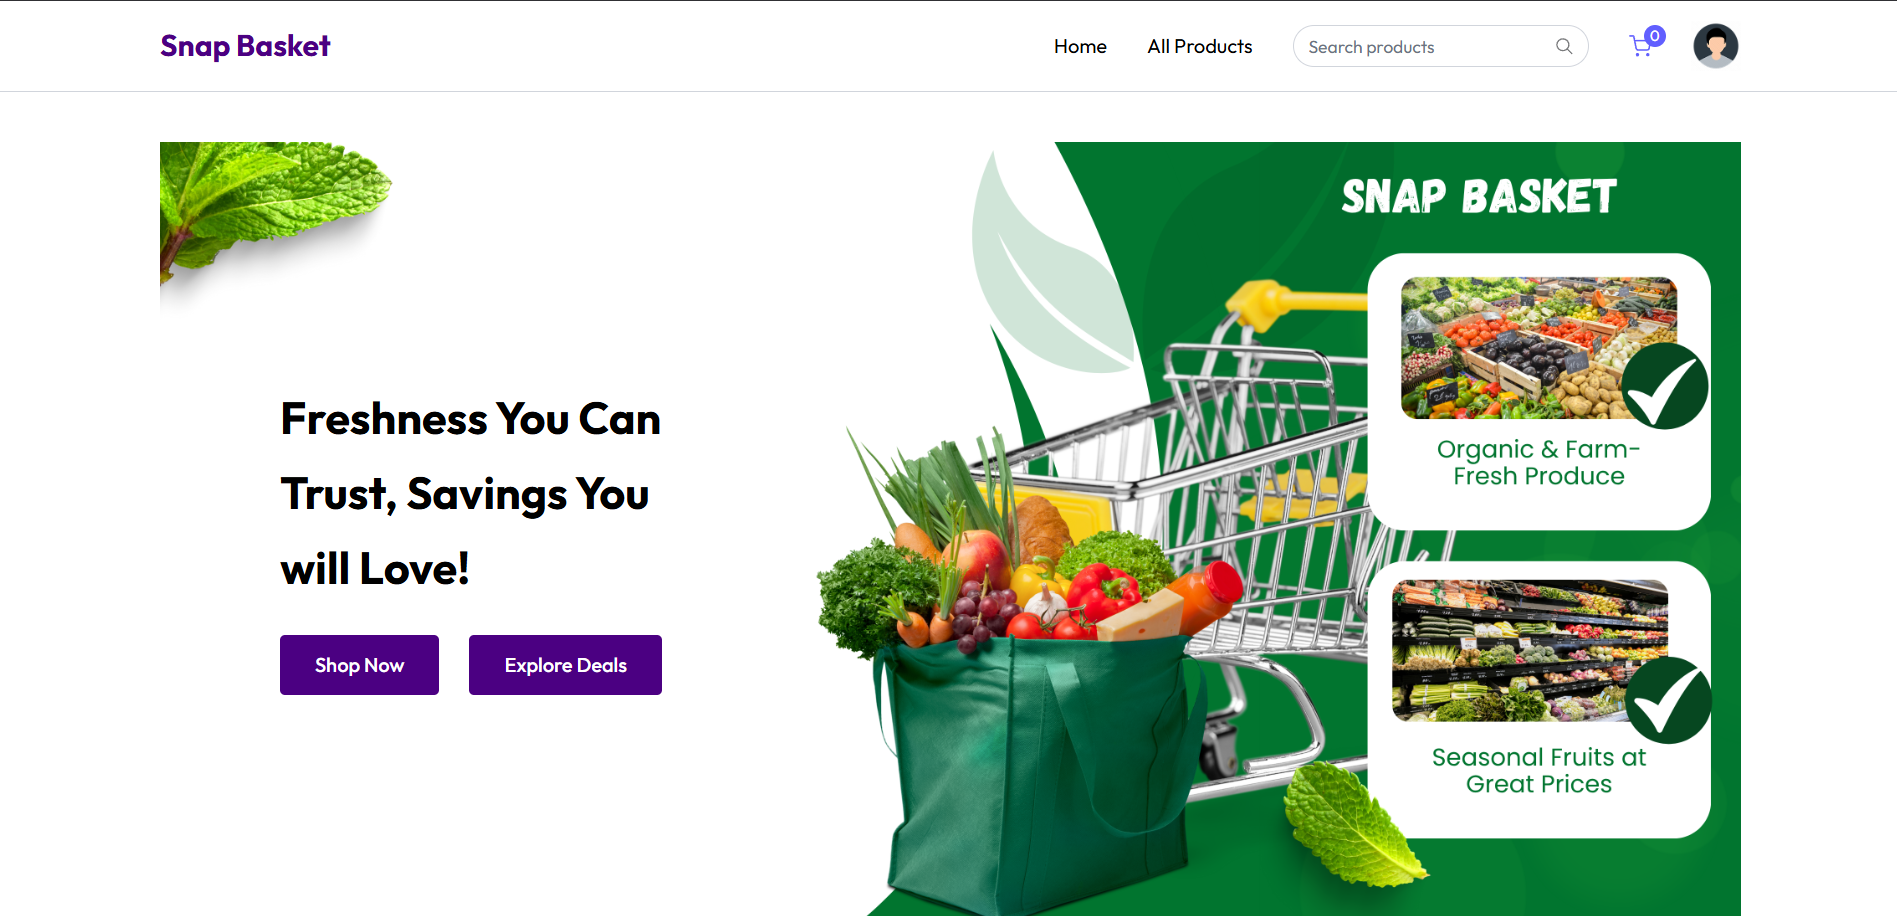 Snap Basket
Home
All Products
Search products
0
SNAP BASKET
Organic & Farm-
Fresh Produce
Freshness You Can
Trust, Savings You
will Love!
Shop Now
Explore Deals
Seasonal Fruits at
Great Prices